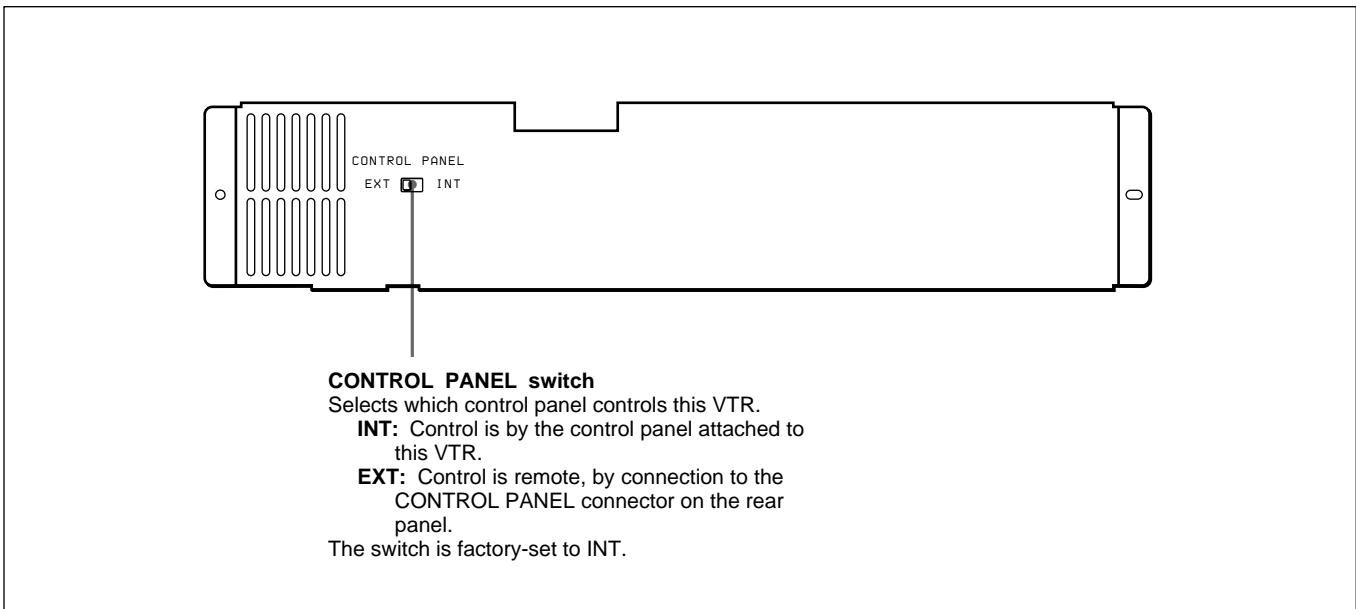 CONTROL PANEL
EXT INT
CONTROL PANEL switch
Selects which control panel controls this VTR.
INT: Control is by the control panel attached to
this VTR.
EXT: Control is remote, by connection to the
CONTROL PANEL connector on the rear
panel.
The switch is factory-set to INT.